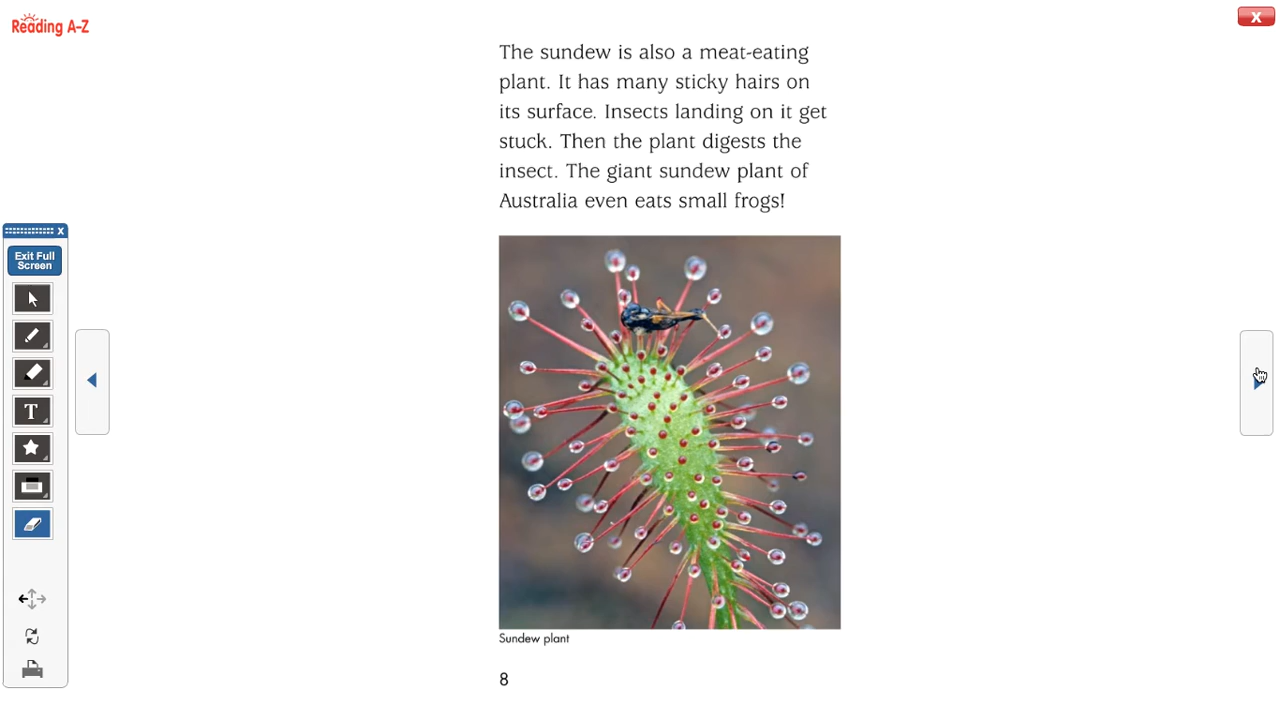 Reading A-Z
X
The sundew is also a meat-eating
plant. It has many sticky hairs on
its surface. Insects landing on it get
stuck. Then the plant digests the
insect. The giant sundew plant of
Australia even eats small frogs!
x
Exit Full
Screen
T
Sundew plant
8